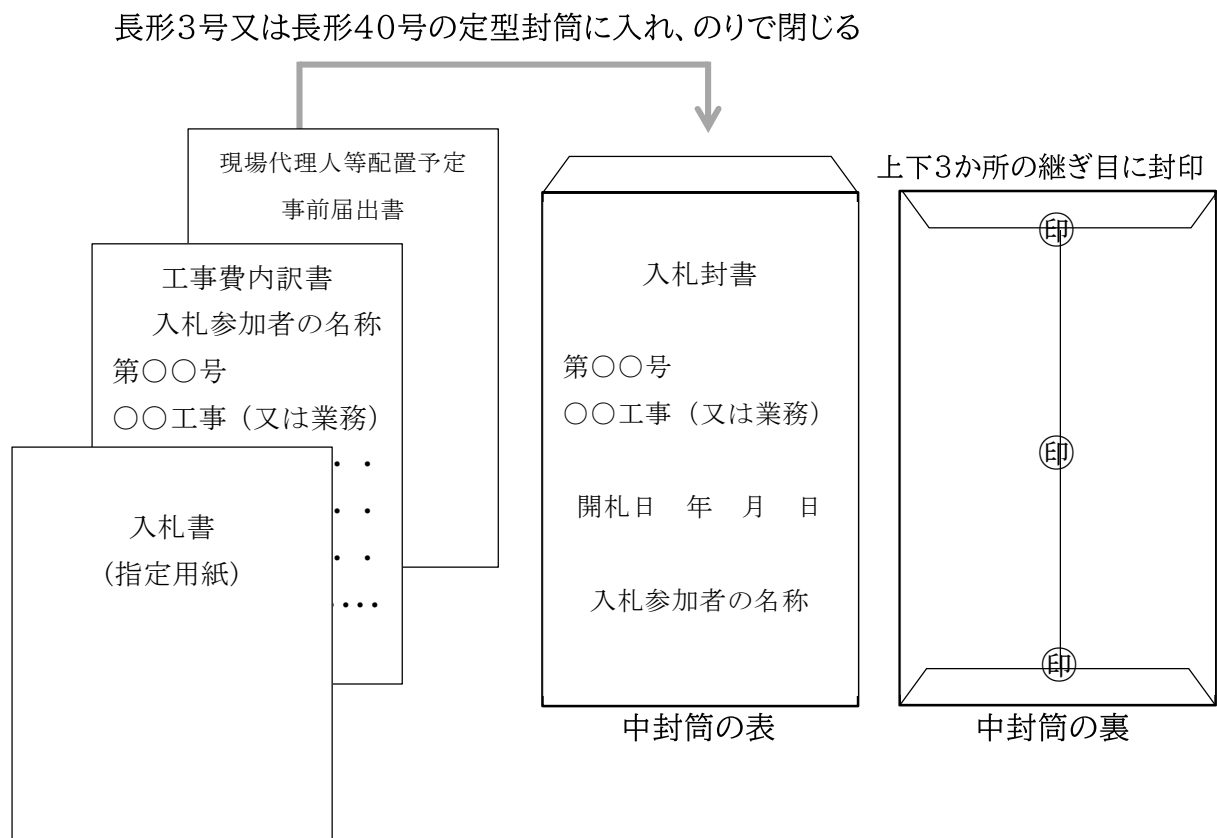 長形3号又は長形40号の定型封筒に入れ、のりで閉じる
現場代理人等配置予定
事前届出書
工事費内訳書
入札参加者の名称
第○○号
○○工事（又は業務）
・・
・・
・・
・・・・
入札書
（指定用紙）
入札封書
第○○号
○○工事（又は業務）
開札日　年　月　日
入札参加者の名称
中封筒の表
上下3か所の継ぎ目に封印
㊞
㊞
㊞
中封筒の裏